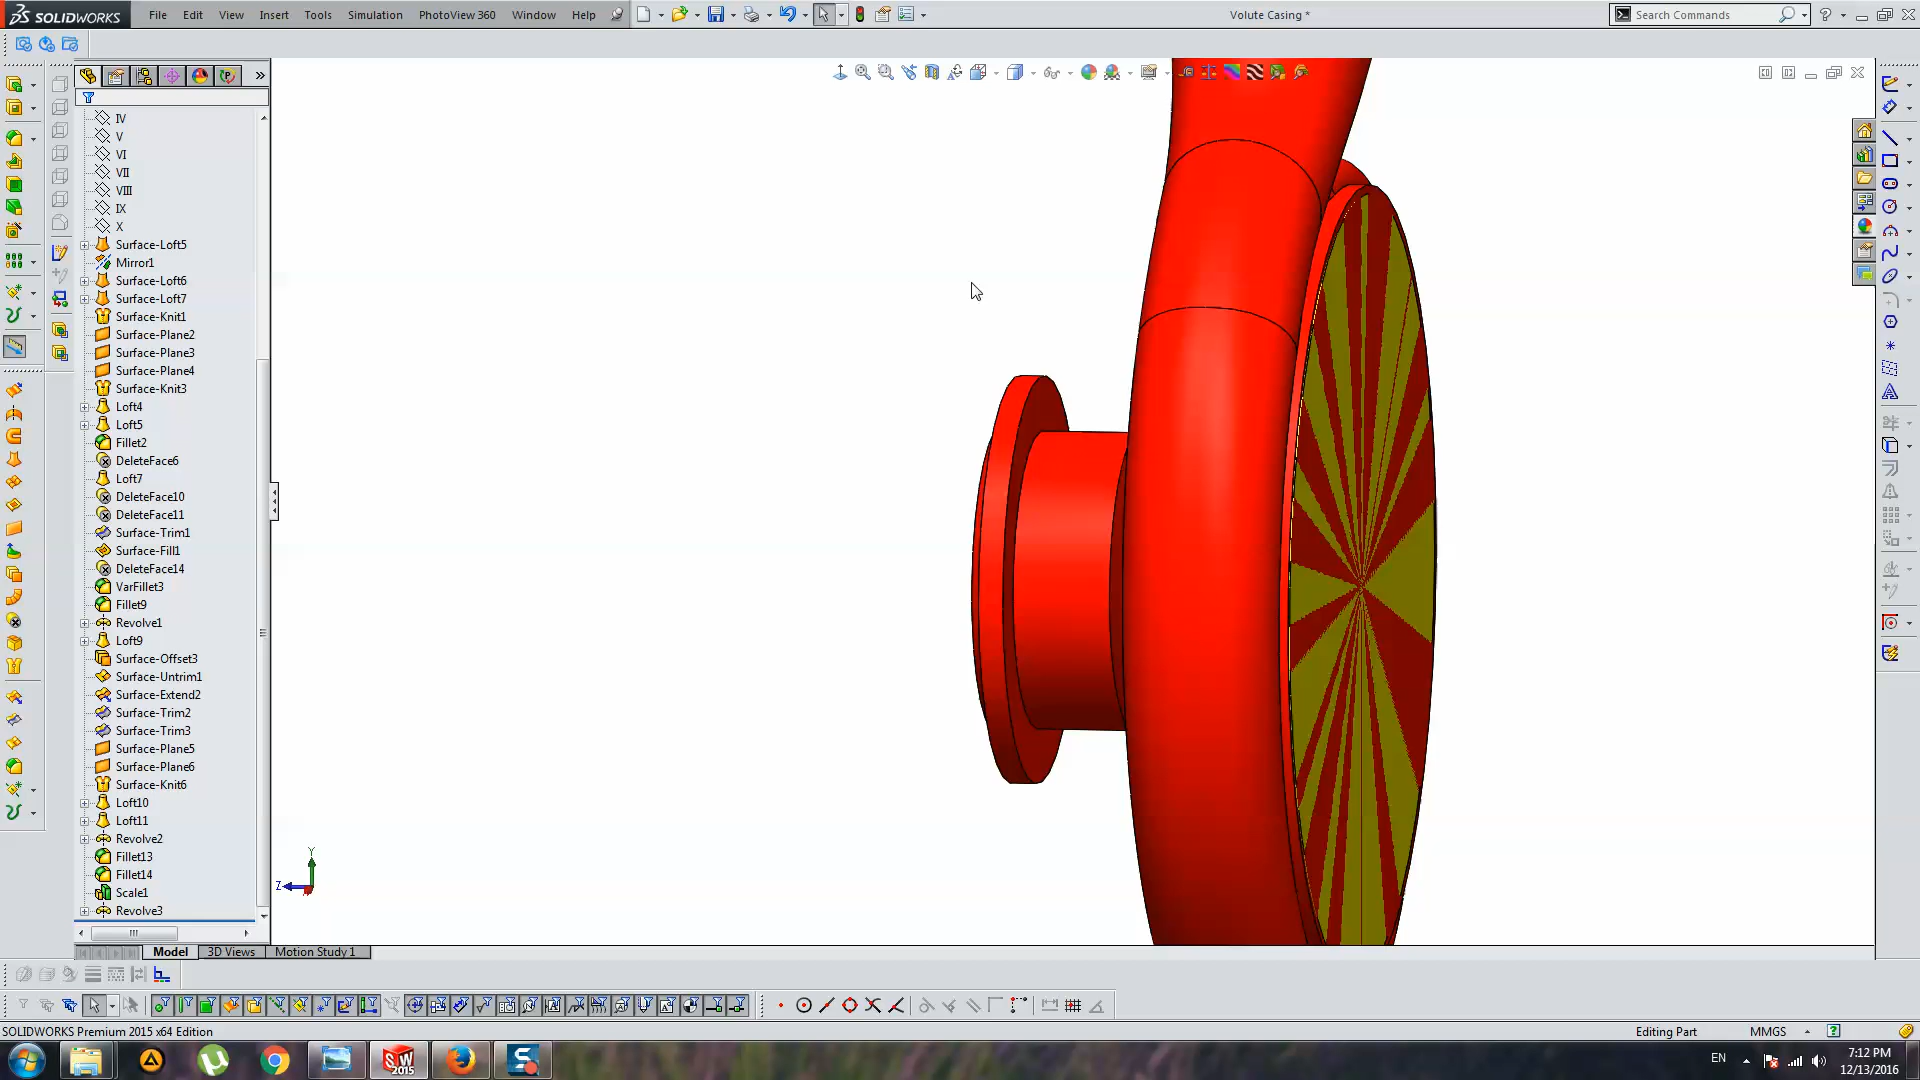 SOLIDWORKS File Edit View Insert Tools Simulation PhotoView 360 Window Help Volute Casing * Search Commands
IV
V
VI
VII
VIII
IX
X
Surface-Loft5
Mirror1
Surface-Loft6
Surface-Loft7
Surface-Knit1
Surface-Plane2
Surface-Plane3
Surface-Plane4
Surface-Knit3
Loft4
Loft5
Fillet2
DeleteFace6
Loft7
DeleteFace10
DeleteFace11
Surface-Trim1
Surface-Fill1
DeleteFace14
VarFillet3
Fillet9
Revolve1
Loft9
Surface-Offset3
Surface-Untrim1
Surface-Extend2
Surface-Trim2
Surface-Trim3
Surface-Plane5
Surface-Plane6
Surface-Knit6
Loft10
Loft11
Revolve2
Fillet13
Fillet14
Scale1
Revolve3
Y
Z
Model 3D Views Motion Study 1
SOLIDWORKS Premium 2015 x64 Edition Editing Part MMGS
SW
2015
EN 7:12 PM
12/13/2016